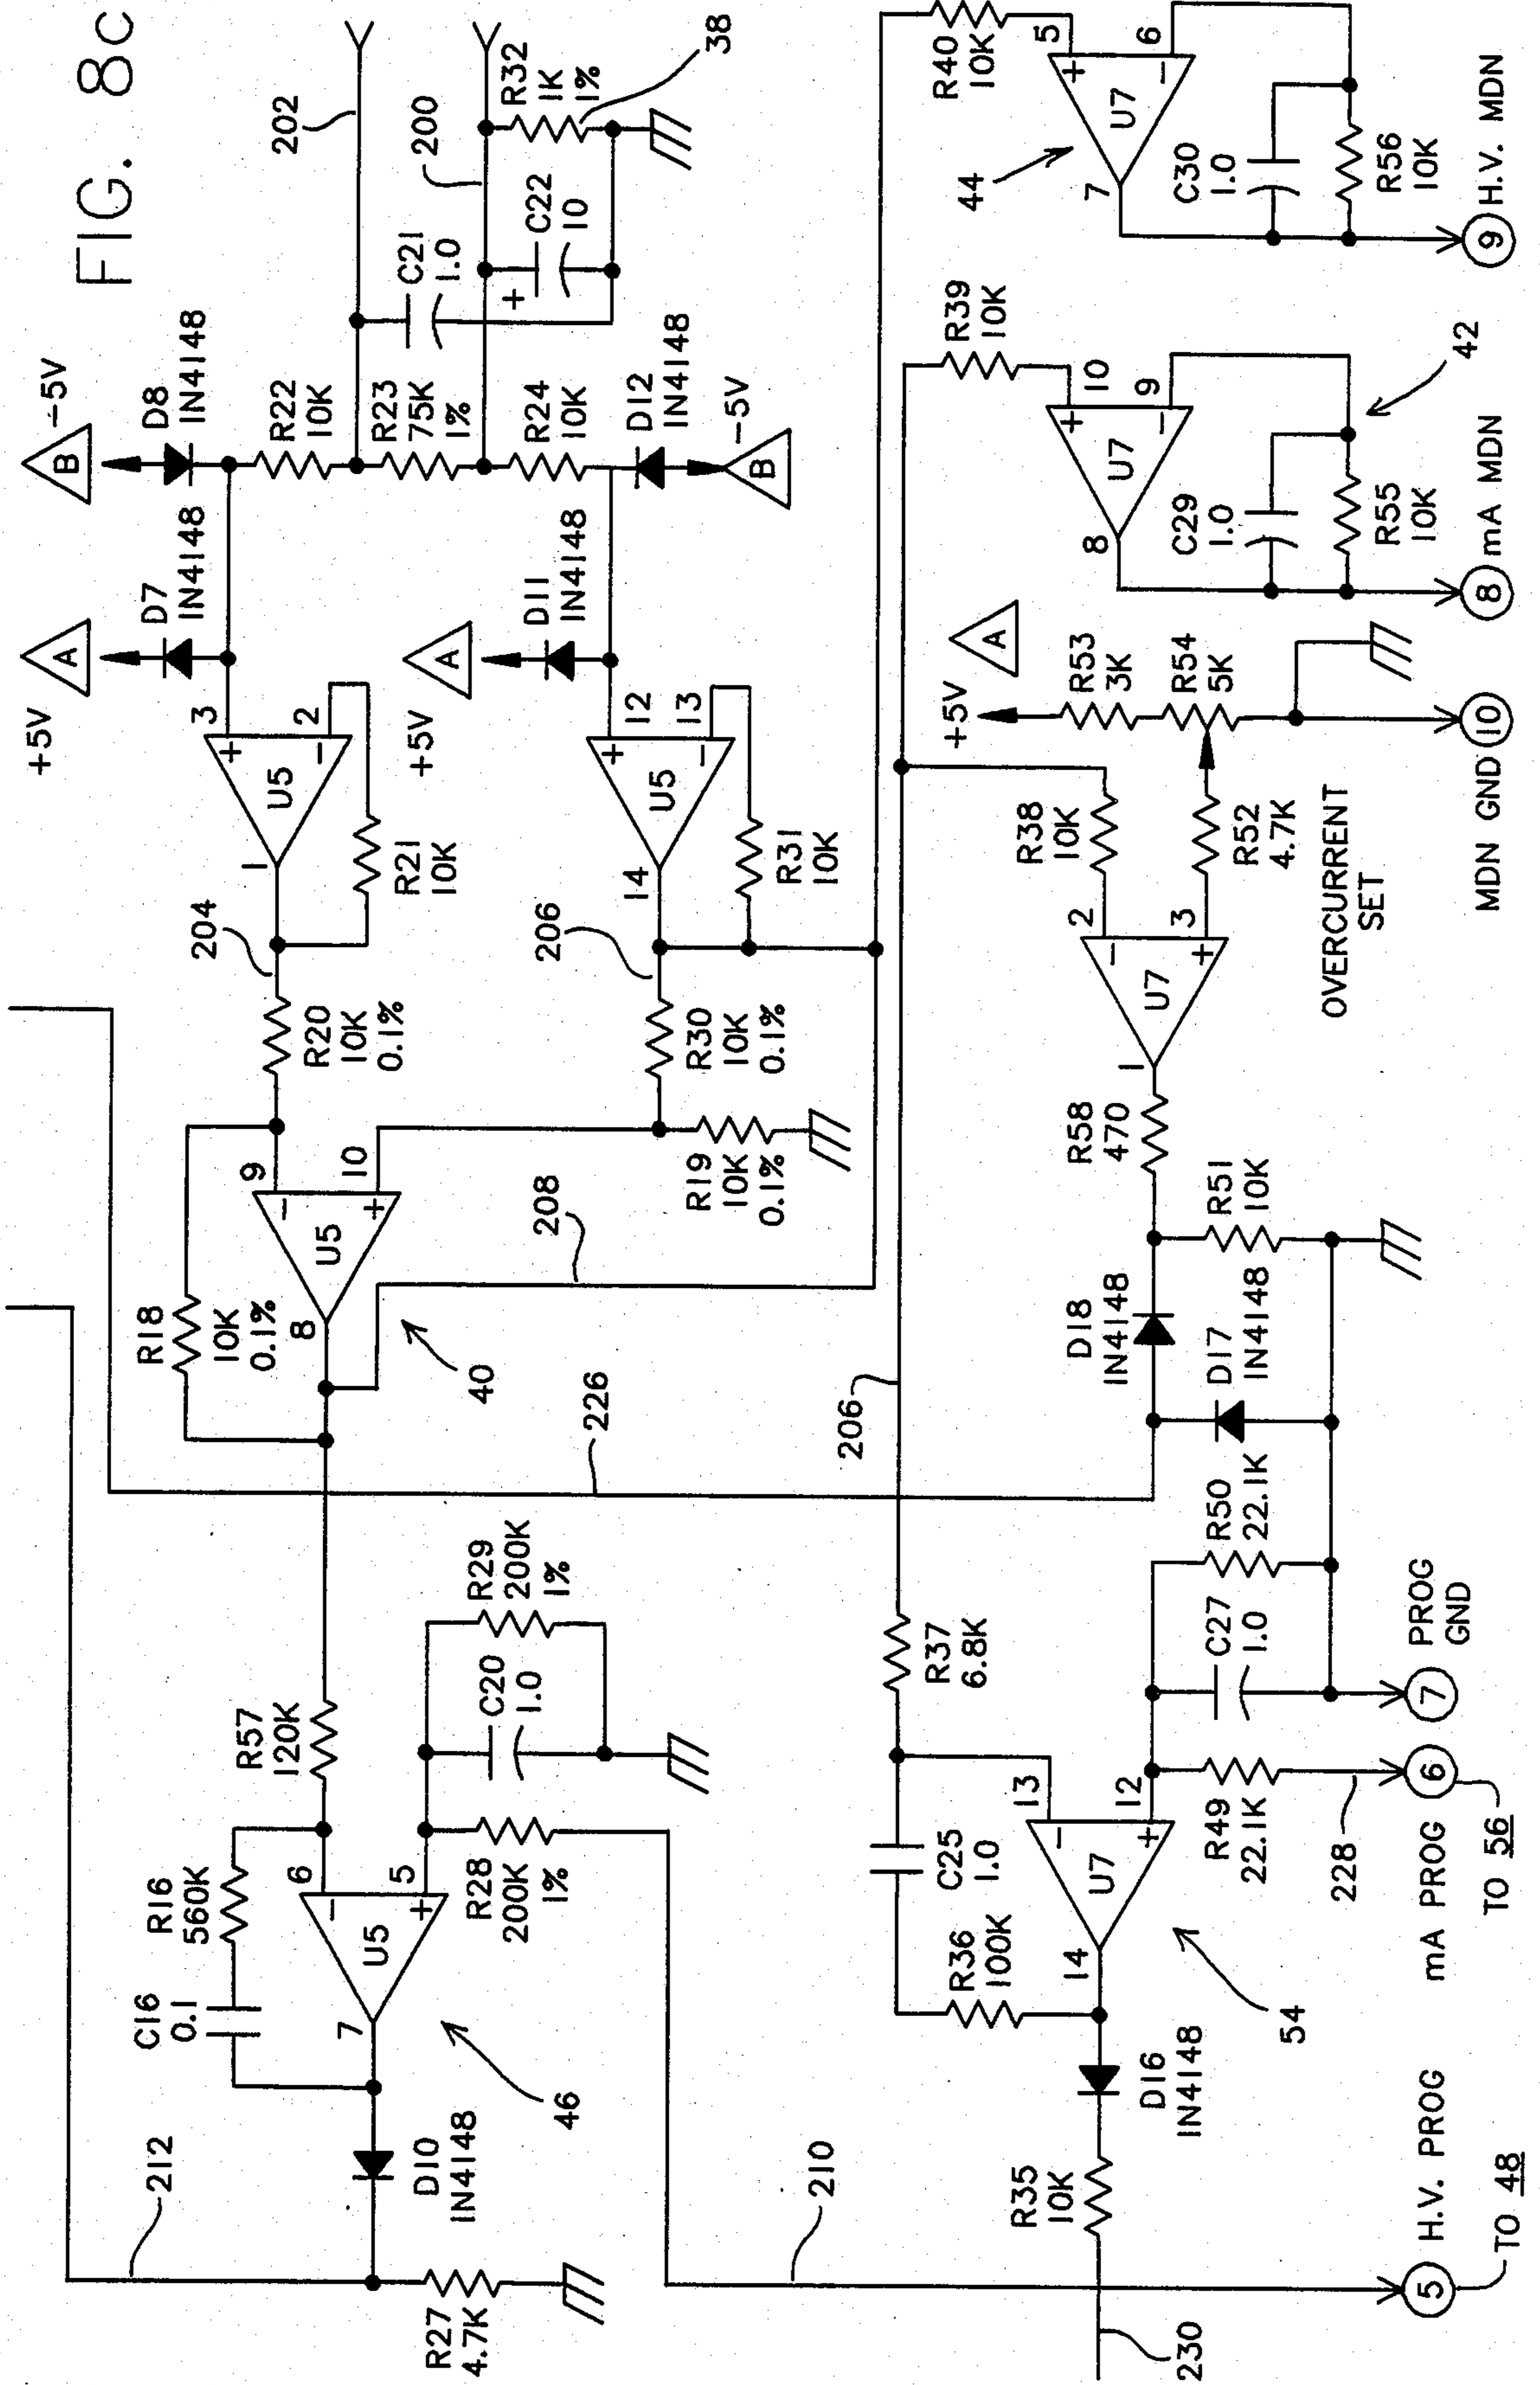 FIG. 8c
202
200
R32
1K
1%
38
C22
10
+
C21
1.0
B
-5V
D8
1N4148
R22
10K
R23
75K
1%
R24
10K
D12
1N4148
-5V
B
+5V
A
D7
1N4148
+5V
A
D11
1N4148
3
+
2
-
U5
1
R21
10K
204
12
+
13
-
U5
14
R31
10K
206
R20
10K
0.1%
R30
10K
0.1%
R19
10K
0.1%
9
-
10
+
U5
8
R18
10K
0.1%
40
208
226
R57
120K
R29
200K
1%
C20
1.0
R28
200K
1%
6
-
5
+
U5
7
R16
560K
C16
0.1
46
D10
1N4148
212
R27
4.7K
210
R40
10K
5
+
6
-
U7
7
44
C30
1.0
R56
10K
9
H.V. MDN
R39
10K
10
+
9
-
U7
8
42
C29
1.0
R55
10K
8
mA MDN
+5V
A
R53
3K
R54
5K
10
MDN GND
R38
10K
R52
4.7K
OVERCURRENT
SET
2
-
3
+
U7
1
R58
470
R51
10K
D18
1N4148
D17
1N4148
206
R50
22.1K
C27
1.0
7
PROG
GND
R37
6.8K
C25
1.0
R36
100K
13
-
12
+
U7
14
R49
22.1K
228
6
mA PROG
TO 56
54
D16
1N4148
R35
10K
230
5
H.V. PROG
TO 48